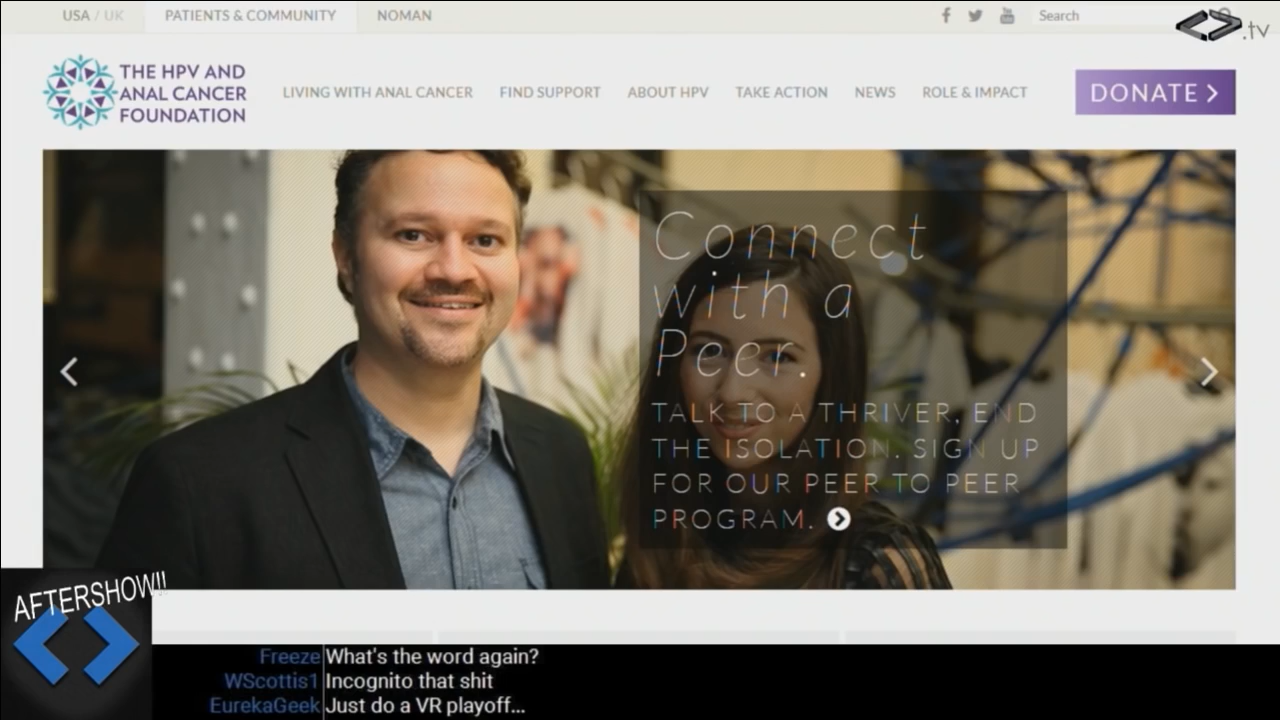 USA / UK PATIENTS & COMMUNITY NOMAN Search
.tv
THE HPV AND
ANAL CANCER
FOUNDATION
LIVING WITH ANAL CANCER FIND SUPPORT ABOUT HPV TAKE ACTION NEWS ROLE & IMPACT DONATE
Connect
with a
Peer.
TALK TO A THRIVER, END
THE ISOLATION. SIGN UP
FOR OUR PEER TO PEER
PROGRAM.
AFTERSHOW!!
Freeze What's the word again?
WScottis1 Incognito that shit
EurekaGeek Just do a VR playoff...